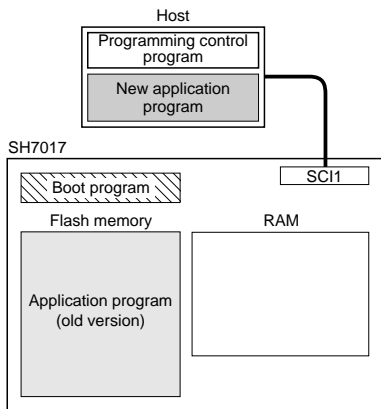 Host
Programming control
program
New application
program
SH7017
SCI1
Boot program
Flash memory
RAM
Application program
(old version)